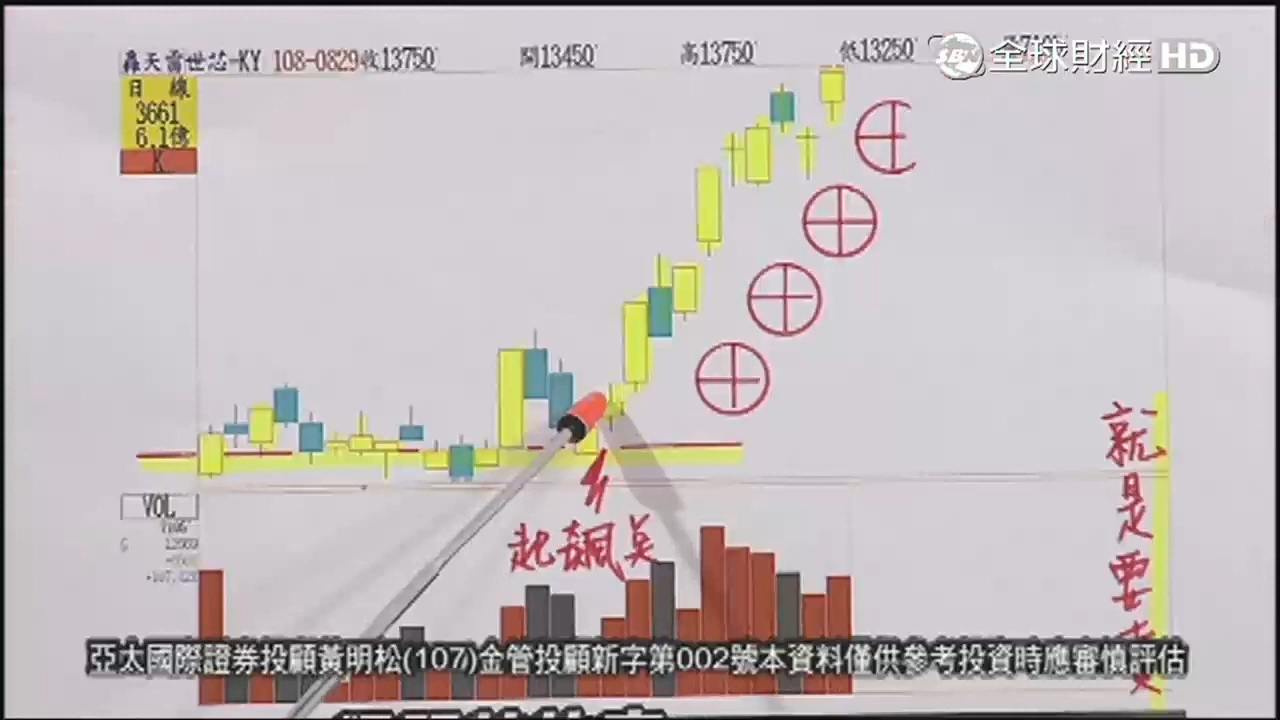 轟天雷世芯-KY 108-0829收13750 開13450 高13750 低13250
全球財經HD
日 線
3661
6.1億
K
VOL
起飆點
就是要
亞太國際證券投顧黃明松(107)金管投顧新字第002號本資料僅供參考投資時應審慎評估